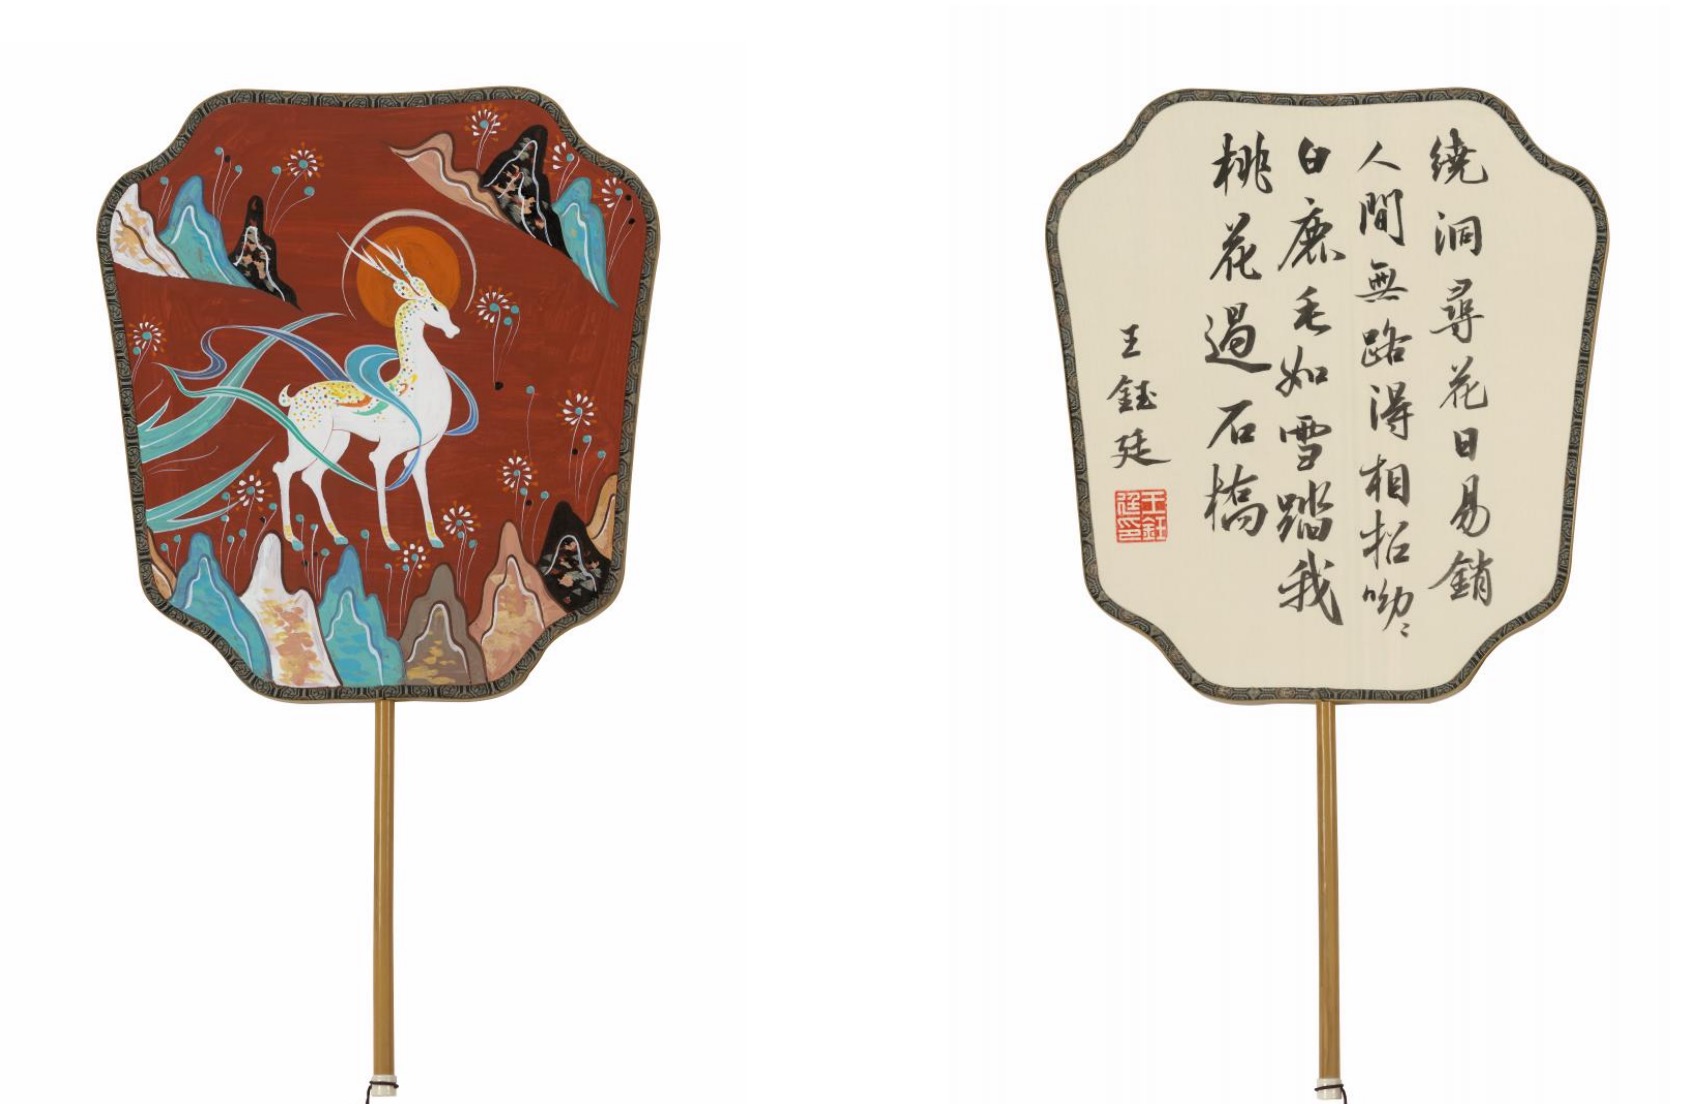 繞洞尋花日易銷
人間無路得相招呦〻
白鹿毛如雪踏我
桃花過石橋
王鈺廷
王鈺廷印